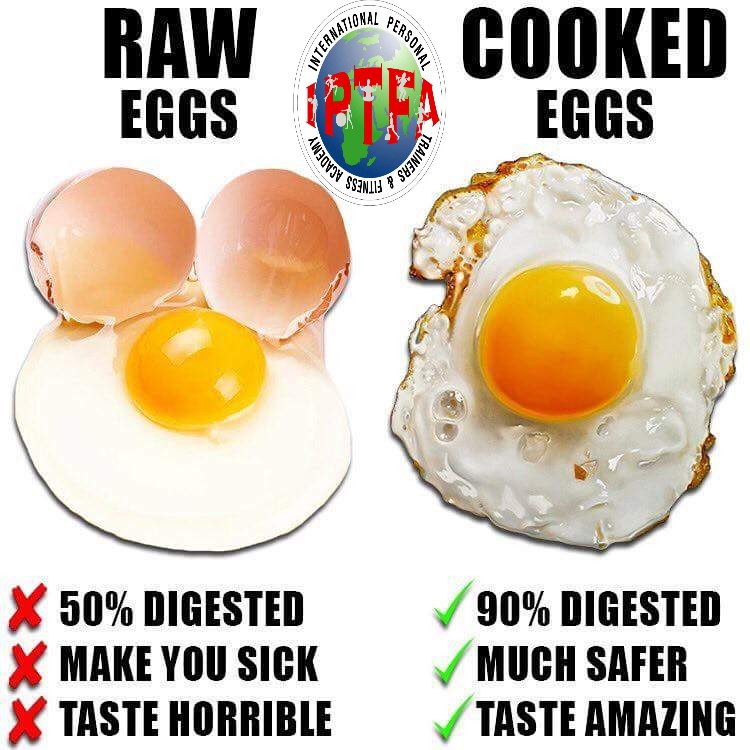 RAW
EGGS
INTERNATIONAL PERSONAL
IPTFA
TRAINERS & FITNESS ACADEMY
COOKED
EGGS
50% DIGESTED
MAKE YOU SICK
TASTE HORRIBLE
90% DIGESTED
MUCH SAFER
TASTE AMAZING